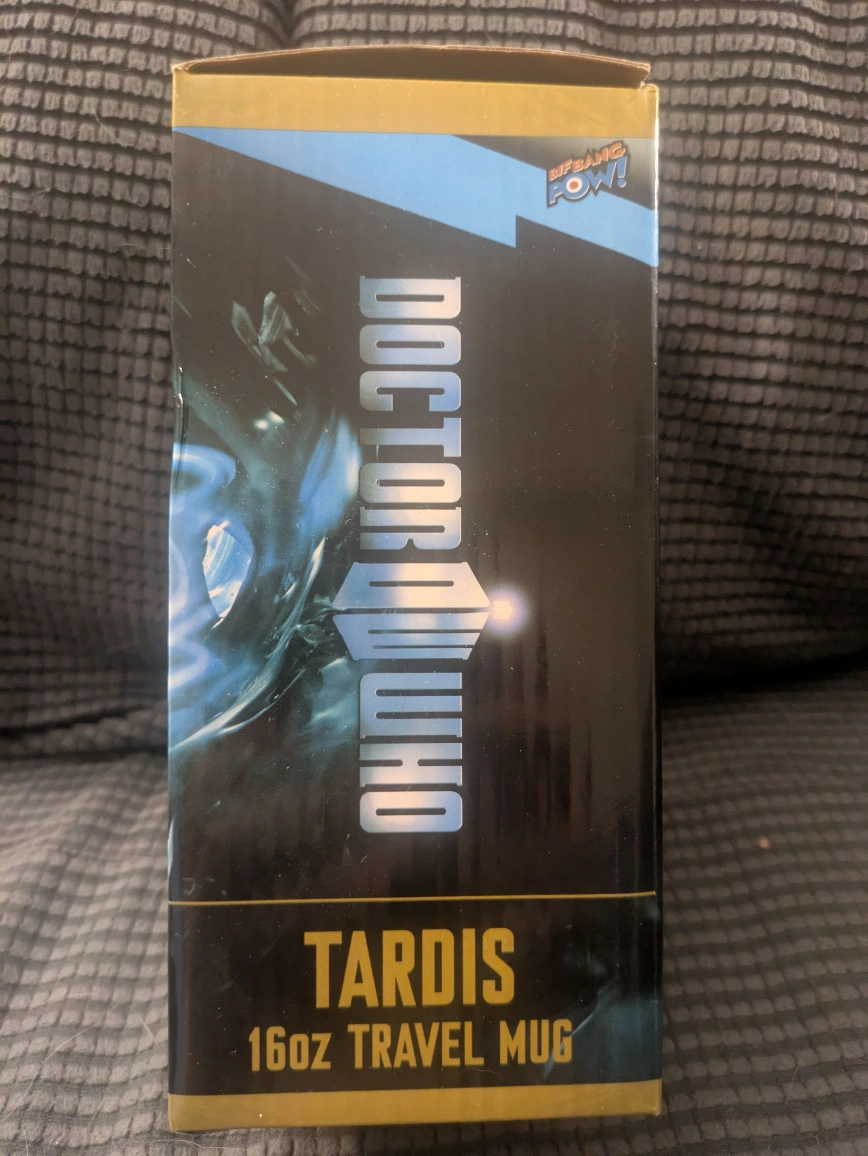 BIF BANG
POW!
DOCTOR WHO
TARDIS
16oz TRAVEL MUG